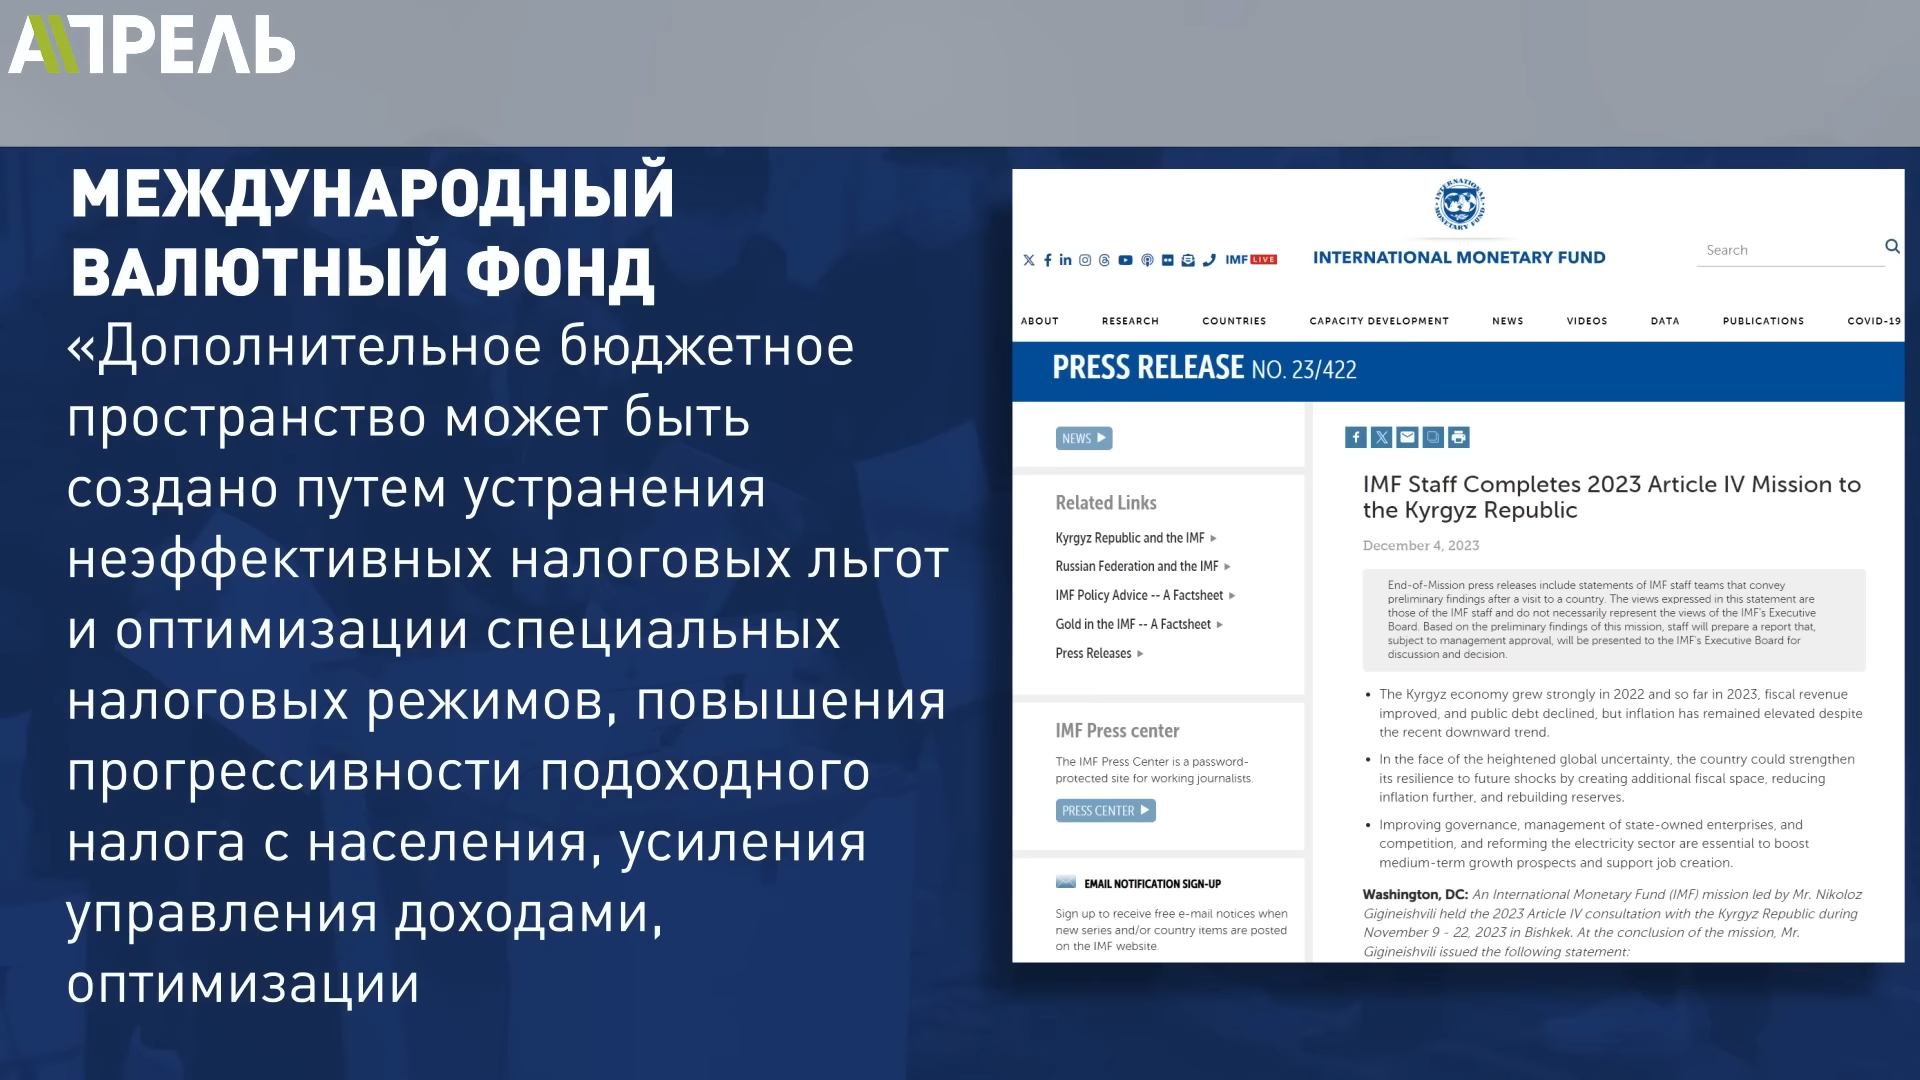 АПРЕЛЬ
МЕЖДУНАРОДНЫЙ
ВАЛЮТНЫЙ ФОНД
«Дополнительное бюджетное
пространство может быть
создано путем устранения
неэффективных налоговых льгот
и оптимизации специальных
налоговых режимов, повышения
прогрессивности подоходного
налога с населения, усиления
управления доходами,
оптимизации
INTERNATIONAL MONETARY FUND
IMF LIVE
INTERNATIONAL MONETARY FUND
Search
ABOUT RESEARCH COUNTRIES CAPACITY DEVELOPMENT NEWS VIDEOS DATA PUBLICATIONS COVID-19
PRESS RELEASE NO. 23/422
NEWS
Related Links
Kyrgyz Republic and the IMF
Russian Federation and the IMF
IMF Policy Advice -- A Factsheet
Gold in the IMF -- A Factsheet
Press Releases
IMF Press center
The IMF Press Center is a password-
protected site for working journalists.
PRESS CENTER
EMAIL NOTIFICATION SIGN-UP
Sign up to receive free e-mail notices when
new series and/or country items are posted
on the IMF website.
IMF Staff Completes 2023 Article IV Mission to
the Kyrgyz Republic
December 4, 2023
End-of-Mission press releases include statements of IMF staff teams that convey
preliminary findings after a visit to a country. The views expressed in this statement are
those of the IMF staff and do not necessarily represent the views of the IMF's Executive
Board. Based on the preliminary findings of this mission, staff will prepare a report that,
subject to management approval, will be presented to the IMF's Executive Board for
discussion and decision.
• The Kyrgyz economy grew strongly in 2022 and so far in 2023, fiscal revenue
improved, and public debt declined, but inflation has remained elevated despite
the recent downward trend.
• In the face of the heightened global uncertainty, the country could strengthen
its resilience to future shocks by creating additional fiscal space, reducing
inflation further, and rebuilding reserves.
• Improving governance, management of state-owned enterprises, and
competition, and reforming the electricity sector are essential to boost
medium-term growth prospects and support job creation.
Washington, DC: An International Monetary Fund (IMF) mission led by Mr. Nikoloz
Gigineishvili held the 2023 Article IV consultation with the Kyrgyz Republic during
November 9 - 22, 2023 in Bishkek. At the conclusion of the mission, Mr.
Gigineishvili issued the following statement: